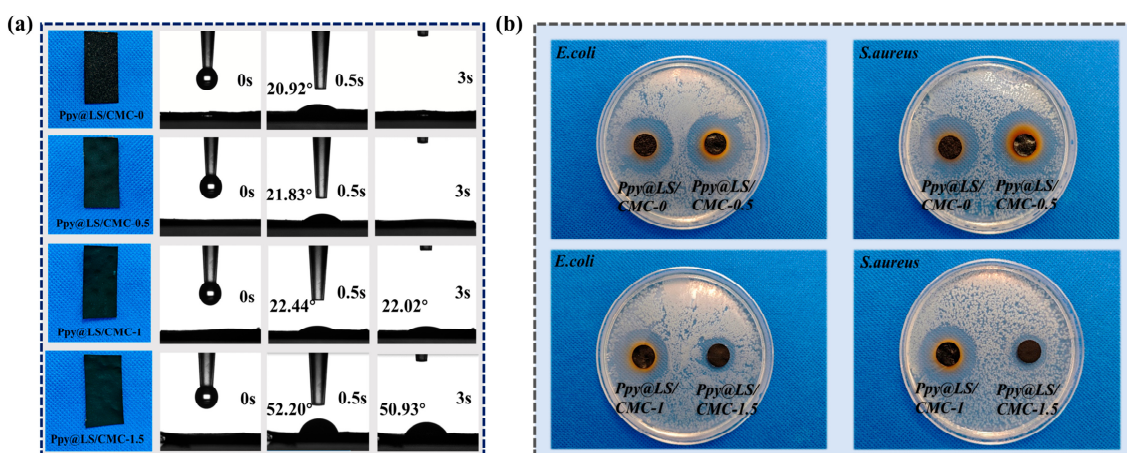 (a)
0s
20.92°
0.5s
3s
Ppy@LS/CMC-0
0s
21.83°
0.5s
3s
Ppy@LS/CMC-0.5
0s
22.44°
0.5s
22.02°
3s
Ppy@LS/CMC-1
0s
52.20°
0.5s
50.93°
3s
Ppy@LS/CMC-1.5
(b)
E.coli
Ppy@LS/
CMC-0
Ppy@LS/
CMC-0.5
S.aureus
Ppy@LS/
CMC-0
Ppy@LS/
CMC-0.5
E.coli
Ppy@LS/
CMC-1
Ppy@LS/
CMC-1.5
S.aureus
Ppy@LS/
CMC-1
Ppy@LS/
CMC-1.5